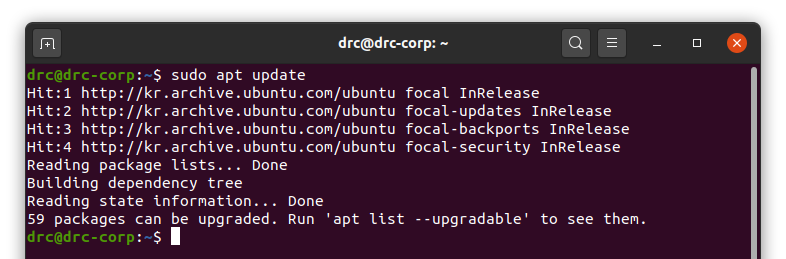 drc@drc-corp: ~
drc@drc-corp:~$ sudo apt update
Hit:1 http://kr.archive.ubuntu.com/ubuntu focal InRelease
Hit:2 http://kr.archive.ubuntu.com/ubuntu focal-updates InRelease
Hit:3 http://kr.archive.ubuntu.com/ubuntu focal-backports InRelease
Hit:4 http://kr.archive.ubuntu.com/ubuntu focal-security InRelease
Reading package lists... Done
Building dependency tree
Reading state information... Done
59 packages can be upgraded. Run 'apt list --upgradable' to see them.
drc@drc-corp:~$